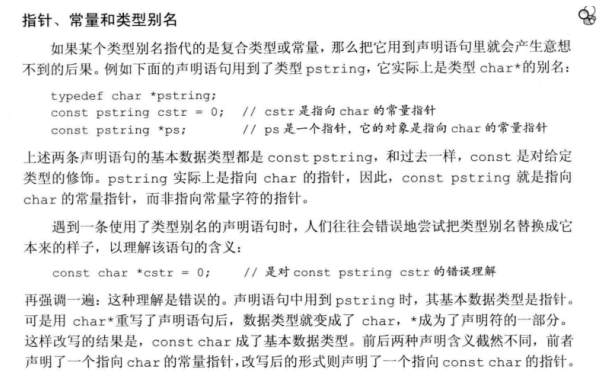 指针、常量和类型别名
如果某个类型别名指代的是复合类型或常量，那么把它用到声明语句里就会产生意想
不到的后果。例如下面的声明语句用到了类型 pstring，它实际上是类型 char*的别名：
typedef char *pstring;
const pstring cstr = 0; // cstr 是指向 char 的常量指针
const pstring *ps; // ps 是一个指针，它的对象是指向 char 的常量指针
上述两条声明语句的基本数据类型都是 const pstring，和过去一样，const 是对给定
类型的修饰。pstring 实际上是指向 char 的指针，因此，const pstring 就是指向
char 的常量指针，而非指向常量字符的指针。
遇到一条使用了类型别名的声明语句时，人们往往会错误地尝试把类型别名替换成它
本来的样子，以理解该语句的含义：
const char *cstr = 0; // 是对 const pstring cstr 的错误理解
再强调一遍：这种理解是错误的。声明语句中用到 pstring 时，其基本数据类型是指针。
可是用 char*重写了声明语句后，数据类型就变成了 char，*成为了声明符的一部分。
这样改写的结果是，const char 成了基本数据类型。前后两种声明含义截然不同，前者
声明了一个指向 char 的常量指针，改写后的形式则声明了一个指向 const char 的指针。